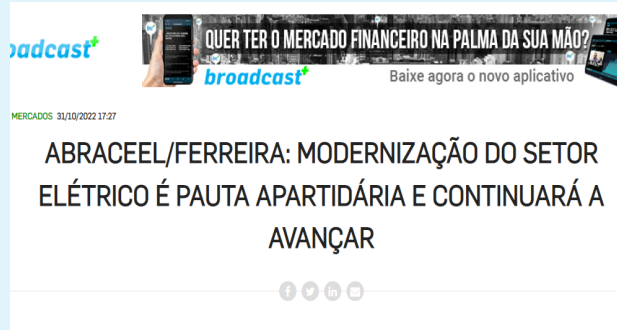 oadcast+
QUER TER O MERCADO FINANCEIRO NA PALMA DA SUA MÃO?
broadcast+
Baixe agora o novo aplicativo
MERCADOS 31/10/2022 17:27
ABRACEEL/FERREIRA: MODERNIZAÇÃO DO SETOR
ELÉTRICO É PAUTA APARTIDÁRIA E CONTINUARÁ A
AVANÇAR